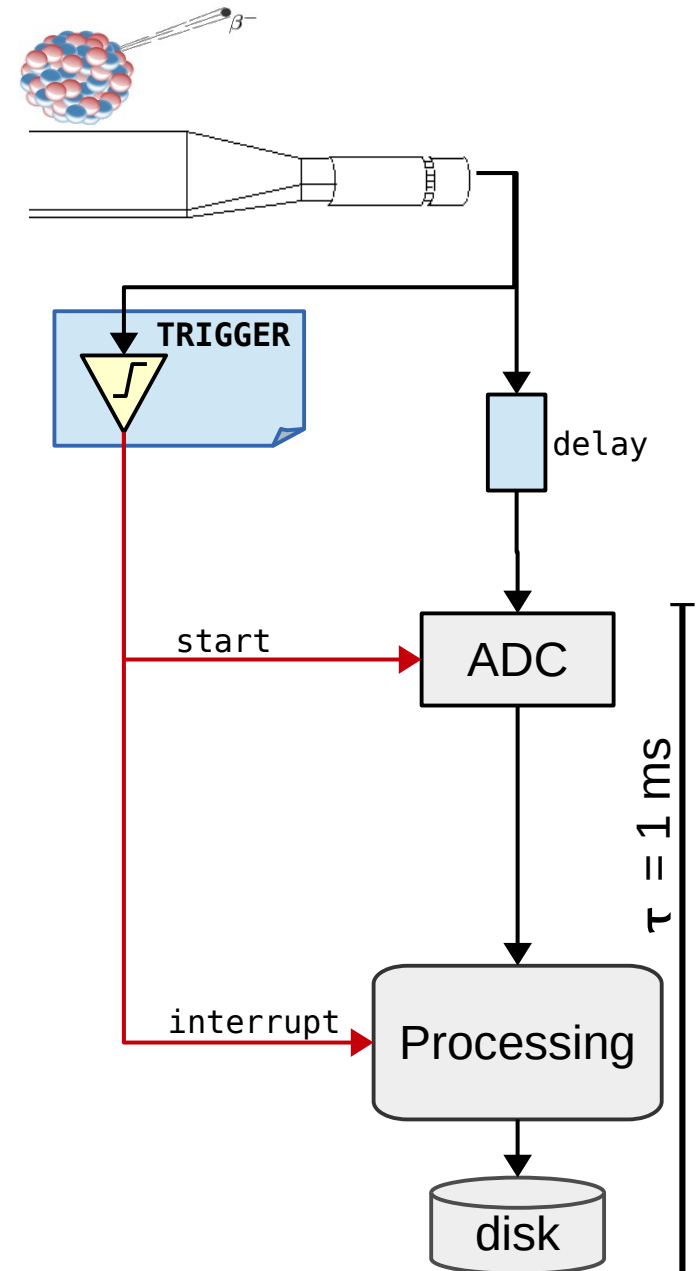 β⁻
TRIGGER
delay
start
ADC
τ = 1 ms
interrupt
Processing
disk